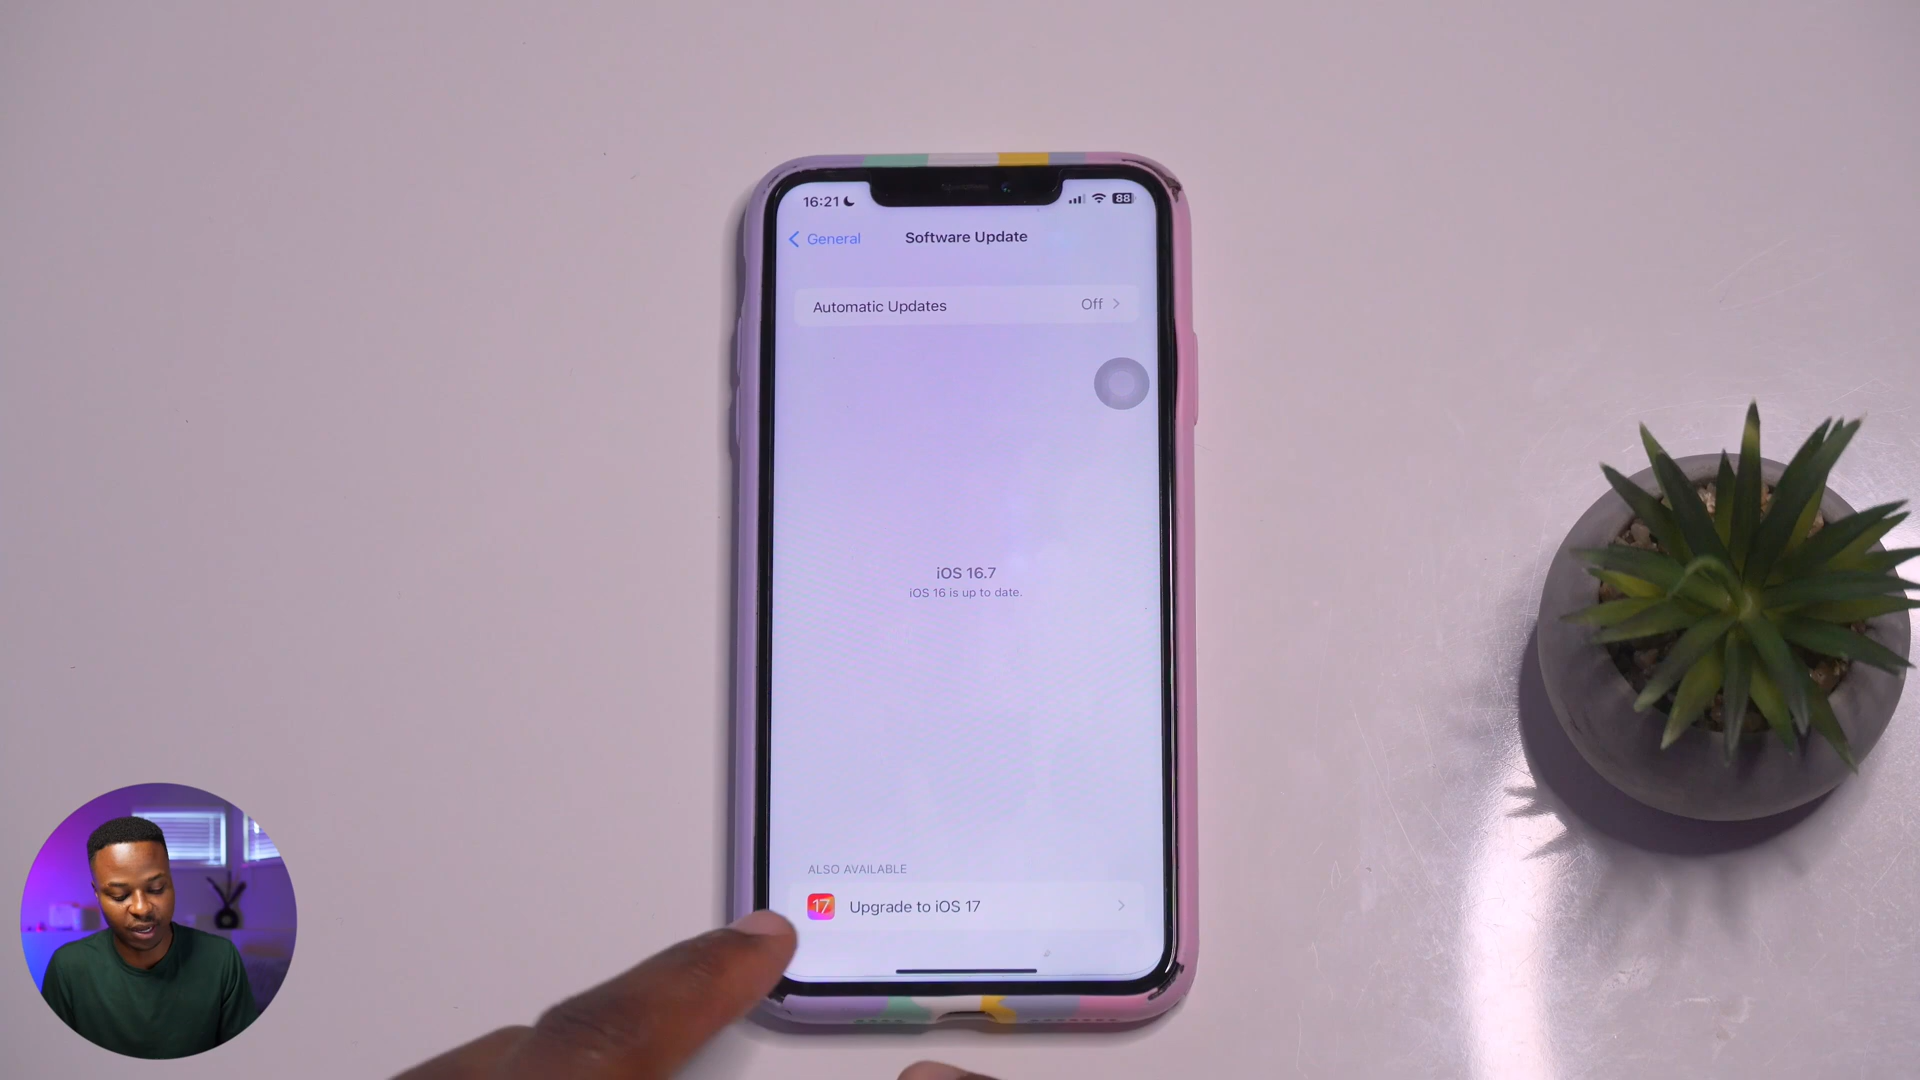 16:21
88
General
Software Update
Automatic Updates
Off
iOS 16.7
iOS 16 is up to date.
ALSO AVAILABLE
17
Upgrade to iOS 17